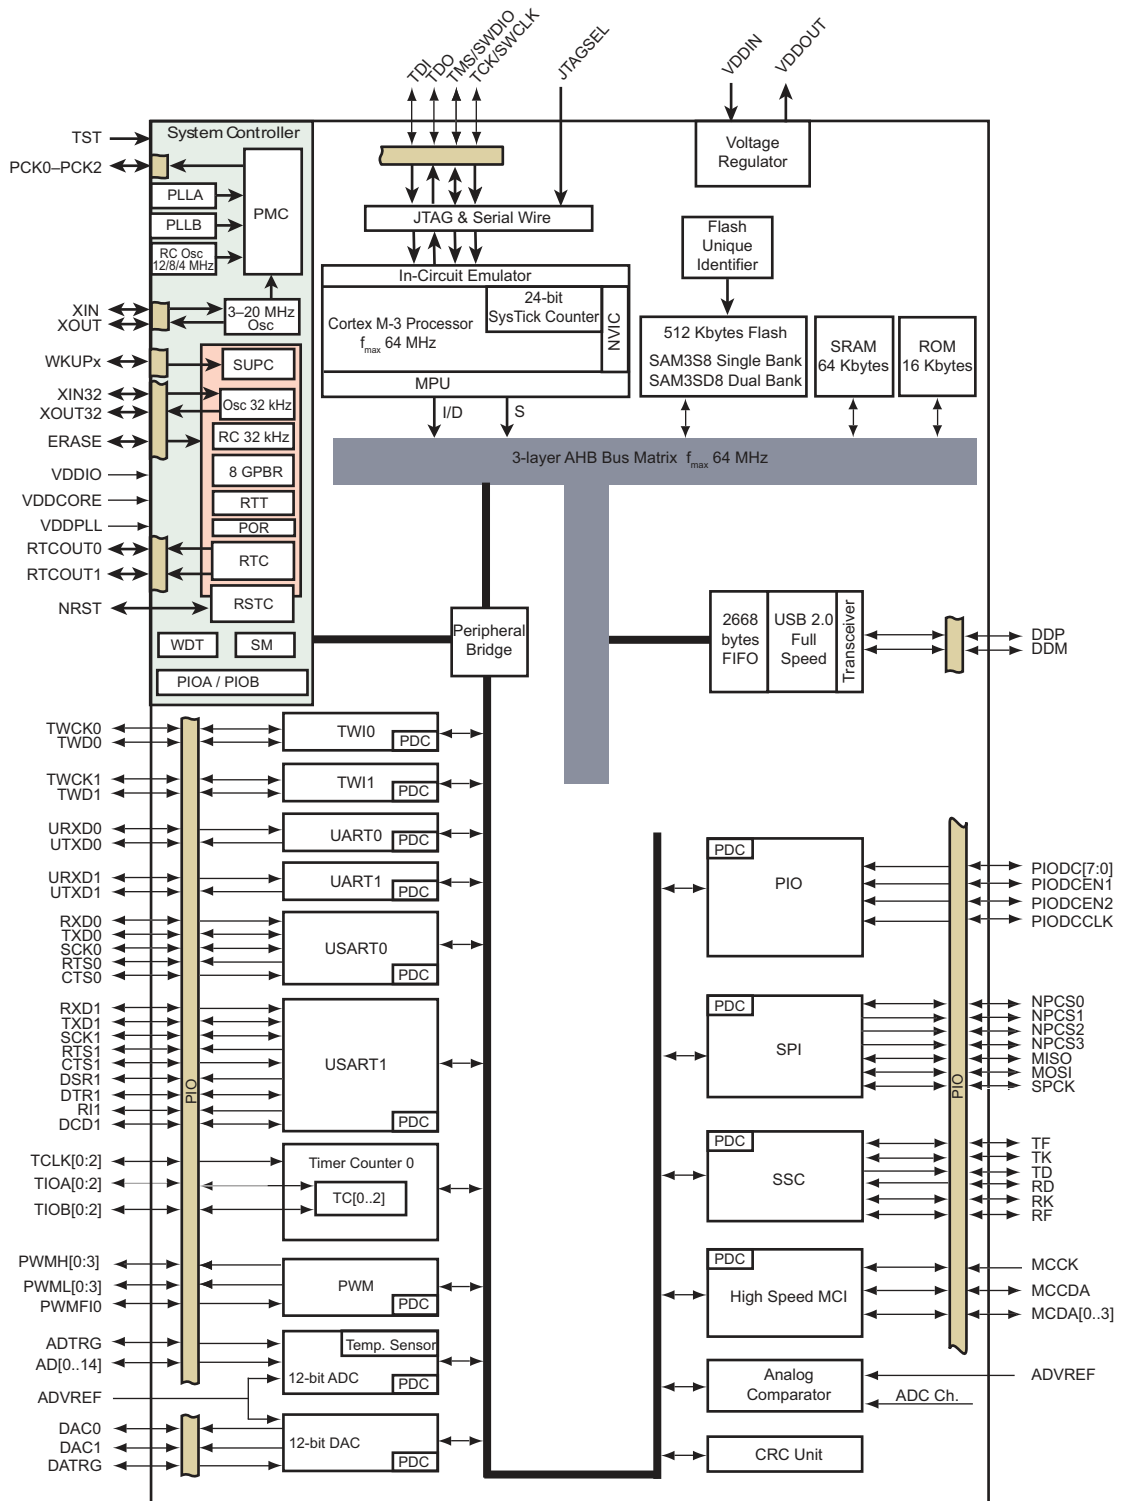 TDI
TDO
TMS/SWDIO
TCK/SWCLK
JTAGSEL
VDDIN
VDDOUT
System Controller
TST
PCK0–PCK2
PLLA
PLLB
RC Osc
12/8/4 MHz
PMC
XIN
XOUT
3–20 MHz
Osc
WKUPx
SUPC
XIN32
XOUT32
Osc 32 kHz
ERASE
RC 32 kHz
VDDIO
8 GPBR
VDDCORE
RTT
VDDPLL
POR
RTCOUT0
RTCOUT1
RTC
NRST
RSTC
WDT
SM
PIOA / PIOB
Voltage
Regulator
JTAG & Serial Wire
Flash
Unique
Identifier
In-Circuit Emulator
24-bit
SysTick Counter
Cortex M-3 Processor
fmax 64 MHz
NVIC
MPU
I/D
S
512 Kbytes Flash
SAM3S8 Single Bank
SAM3SD8 Dual Bank
SRAM
64 Kbytes
ROM
16 Kbytes
3-layer AHB Bus Matrix fmax 64 MHz
Peripheral
Bridge
2668
bytes
FIFO
USB 2.0
Full
Speed
Transceiver
DDP
DDM
TWCK0
TWD0
TWI0
PDC
TWCK1
TWD1
TWI1
PDC
URXD0
UTXD0
UART0
PDC
URXD1
UTXD1
UART1
PDC
RXD0
TXD0
SCK0
RTS0
CTS0
USART0
PDC
RXD1
TXD1
SCK1
RTS1
CTS1
DSR1
DTR1
RI1
DCD1
USART1
PDC
PIO
TCLK[0:2]
TIOA[0:2]
TIOB[0:2]
Timer Counter 0
TC[0..2]
PWMH[0:3]
PWML[0:3]
PWMFI0
PWM
PDC
ADTRG
AD[0..14]
ADVREF
Temp. Sensor
12-bit ADC
PDC
DAC0
DAC1
DATRG
12-bit DAC
PDC
PDC
PIO
PIODC[7:0]
PIODCEN1
PIODCEN2
PIODCCLK
PDC
SPI
NPCS0
NPCS1
NPCS2
NPCS3
MISO
MOSI
SPCK
PIO
PDC
SSC
TF
TK
TD
RD
RK
RF
PDC
High Speed MCI
MCCK
MCCDA
MCDA[0..3]
Analog
Comparator
ADVREF
ADC Ch.
CRC Unit